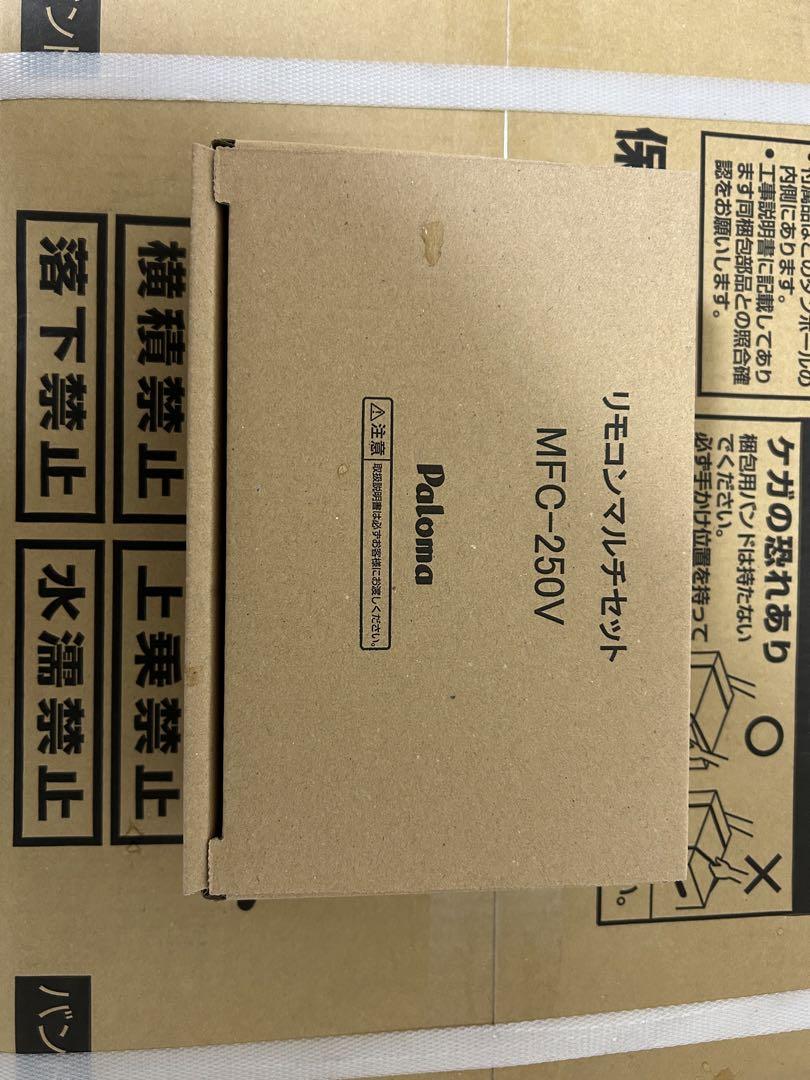 リモコンマルチセット
MFC-250V
Paloma
⚠注意 取扱説明書は必ずお客様にお渡しください。
内側にあります。
・工事説明書に記載してあり
ます同梱包部品との照合確
認をお願いします。
保
ケガの恐れあり
梱包用バンドは持たない
でください。
必ず手かけ位置を持って
横積禁止
落下禁止
上乗禁止
水濡禁止
バン